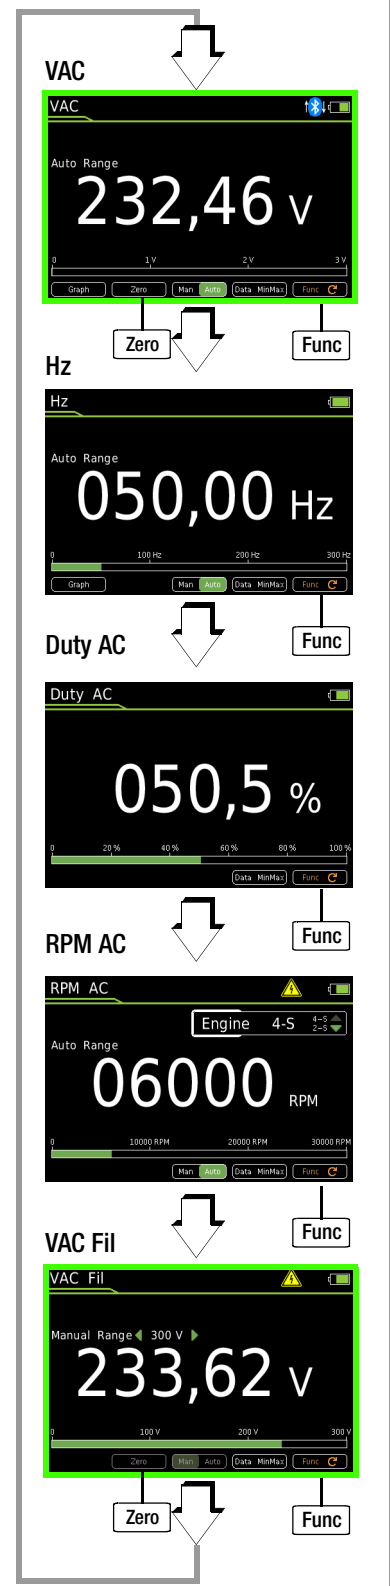 VAC
VAC
Auto Range
232,46 V
0 1 V 2 V 3 V
Graph Zero Man Auto Data MinMax Func
Zero Func
Hz
Hz
Auto Range
050,00 Hz
0 100 Hz 200 Hz 300 Hz
Graph Man Auto Data MinMax Func
Func
Duty AC
Duty AC
050,5 %
0 20 % 40 % 60 % 80 % 100 %
Data MinMax Func
Func
RPM AC
RPM AC
Engine 4-S 4-S
2-S
Auto Range
06000 RPM
0 10000 RPM 20000 RPM 30000 RPM
Man Auto Data MinMax Func
Func
VAC Fil
VAC Fil
Manual Range 300 V
233,62 V
0 100 V 200 V 300 V
Zero Man Auto Data MinMax Func
Zero Func